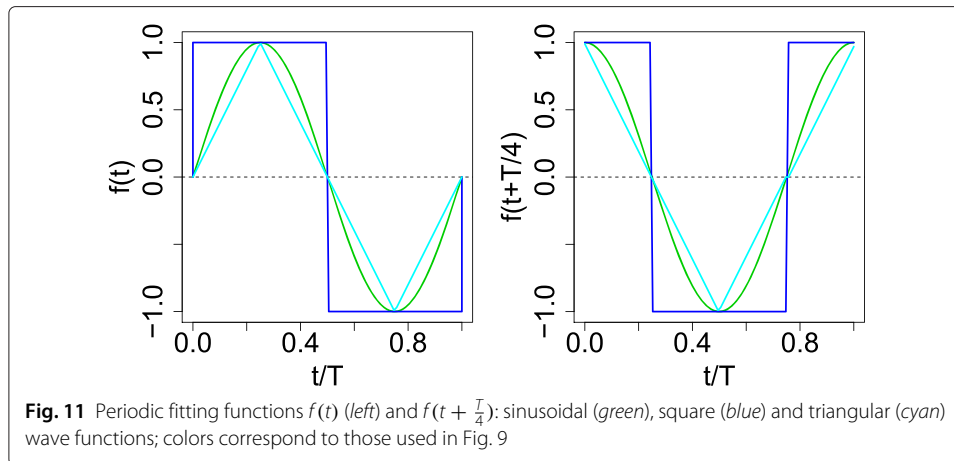 1.0
0.5
0.0
−1.0
f(t)
0.0
0.4
0.8
t/T
1.0
0.5
0.0
−1.0
f(t+T/4)
0.0
0.4
0.8
t/T
Fig. 11 Periodic fitting functions f(t) (left) and f(t + T/4): sinusoidal (green), square (blue) and triangular (cyan)
wave functions; colors correspond to those used in Fig. 9